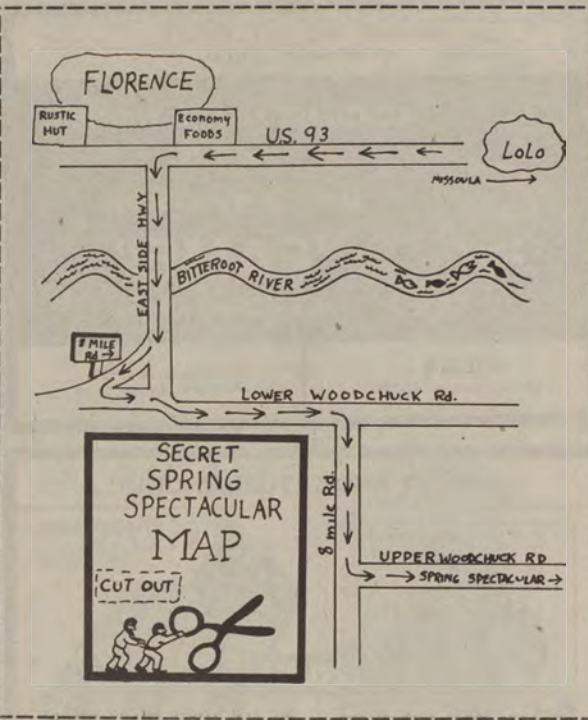 FLORENCE
RUSTIC
HUT
Economy
FOODS
U.S. 93
LOLO
MISSOULA
EAST SIDE HWY
BITTEROOT RIVER
8 MILE
Rd
LOWER WOODCHUCK Rd.
SECRET
SPRING
SPECTACULAR
MAP
CUT OUT
8 mile Rd.
UPPER WOODCHUCK RD
SPRING SPECTACULAR